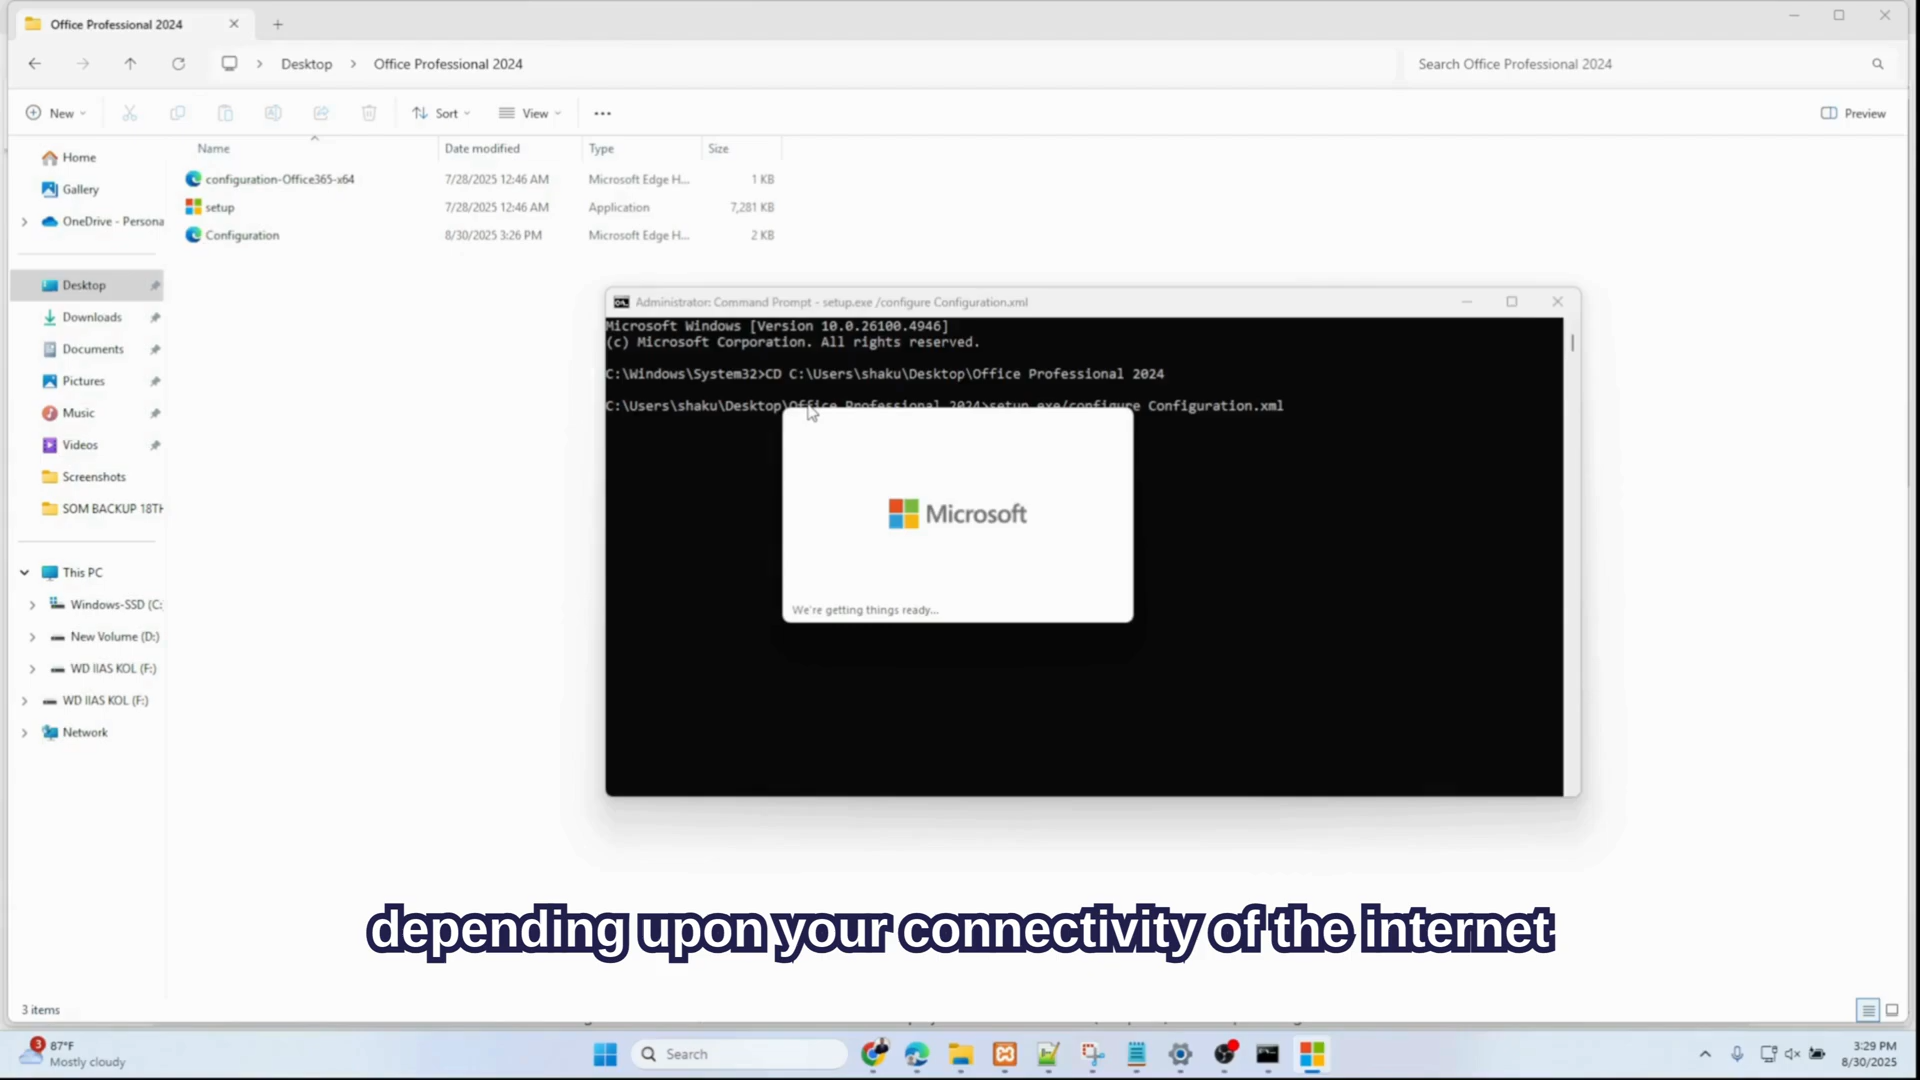 Office Professional 2024
Desktop
Office Professional 2024
Search Office Professional 2024
New
Sort
View
Preview
Name
Date modified
Type
Size
configuration-Office365-x64
7/28/2025 12:46 AM
Microsoft Edge H...
1 KB
setup
7/28/2025 12:46 AM
Application
7,281 KB
Configuration
8/30/2025 3:26 PM
Microsoft Edge H...
2 KB
Home
Gallery
OneDrive - Persona
Desktop
Downloads
Documents
Pictures
Music
Videos
Screenshots
SOM BACKUP 18TH
This PC
Windows-SSD (C:
New Volume (D:)
WD IIAS KOL (F:)
WD IIAS KOL (F:)
Network
Administrator: Command Prompt - setup.exe /configure Configuration.xml
Microsoft Windows [Version 10.0.26100.4946]
(c) Microsoft Corporation. All rights reserved.
C:\Windows\System32>CD C:\Users\shaku\Desktop\Office Professional 2024
C:\Users\shaku\Desktop\Office Professional 2024>setup.exe/configure Configuration.xml
Microsoft
We're getting things ready...
depending upon your connectivity of the internet
3 items
3
87°F
Mostly cloudy
Search
3:29 PM
8/30/2025